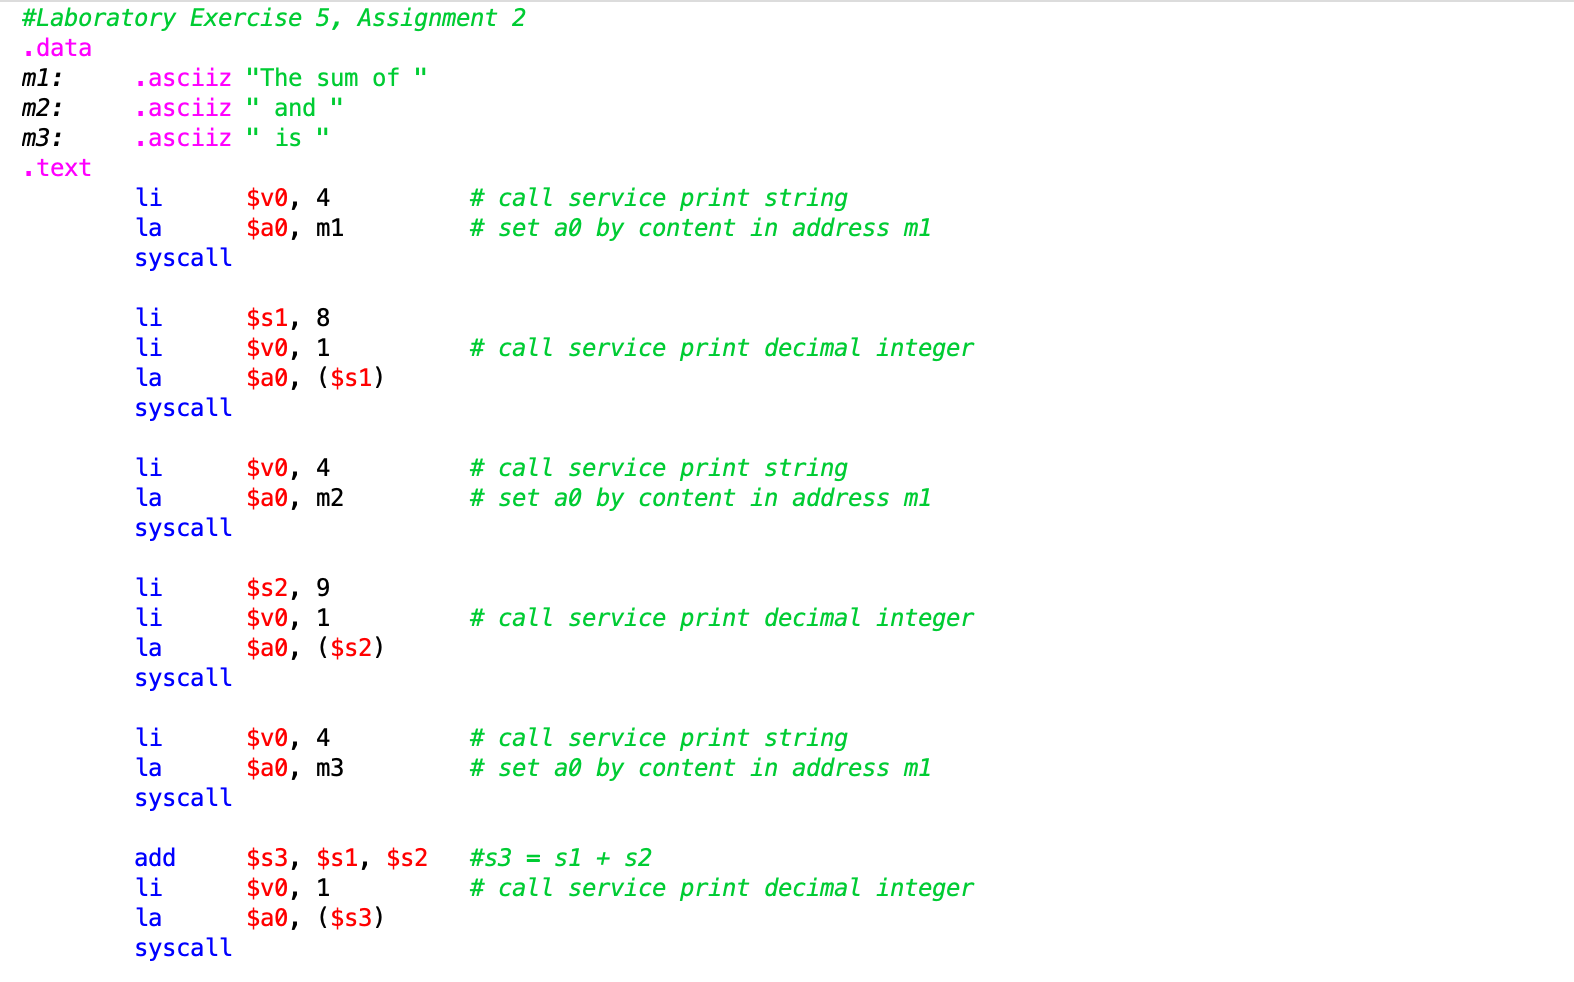 #Laboratory Exercise 5, Assignment 2
.data
m1:     .asciiz "The sum of "
m2:     .asciiz " and "
m3:     .asciiz " is "
.text
        li      $v0, 4          # call service print string
        la      $a0, m1         # set a0 by content in address m1
        syscall

        li      $s1, 8
        li      $v0, 1          # call service print decimal integer
        la      $a0, ($s1)
        syscall

        li      $v0, 4          # call service print string
        la      $a0, m2         # set a0 by content in address m1
        syscall

        li      $s2, 9
        li      $v0, 1          # call service print decimal integer
        la      $a0, ($s2)
        syscall

        li      $v0, 4          # call service print string
        la      $a0, m3         # set a0 by content in address m1
        syscall

        add     $s3, $s1, $s2   #s3 = s1 + s2
        li      $v0, 1          # call service print decimal integer
        la      $a0, ($s3)
        syscall